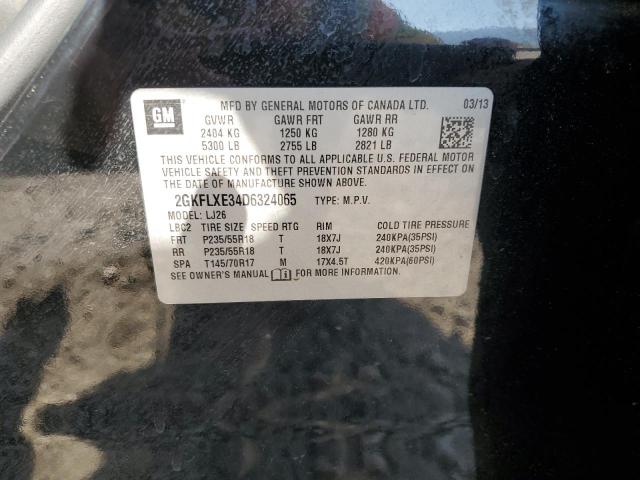 GM
MFD BY GENERAL MOTORS OF CANADA LTD. 03/13
GVWR GAWR FRT GAWR RR
2404 KG 1250 KG 1280 KG
5300 LB 2755 LB 2821 LB
THIS VEHICLE CONFORMS TO ALL APPLICABLE U.S. FEDERAL MOTOR
VEHICLE SAFETY AND THEFT PREVENTION STANDARDS IN EFFECT ON
THE DATE OF MANUFACTURE SHOWN ABOVE.
2GKFLXE34D6324065 TYPE: M.P.V.
MODEL: LJ26
LBC2 TIRE SIZE SPEED RTG RIM COLD TIRE PRESSURE
FRT P235/55R18 T 18X7J 240KPA(35PSI)
RR P235/55R18 T 18X7J 240KPA(35PSI)
SPA T145/70R17 M 17X4.5T 420KPA(60PSI)
SEE OWNER'S MANUAL FOR MORE INFORMATION.